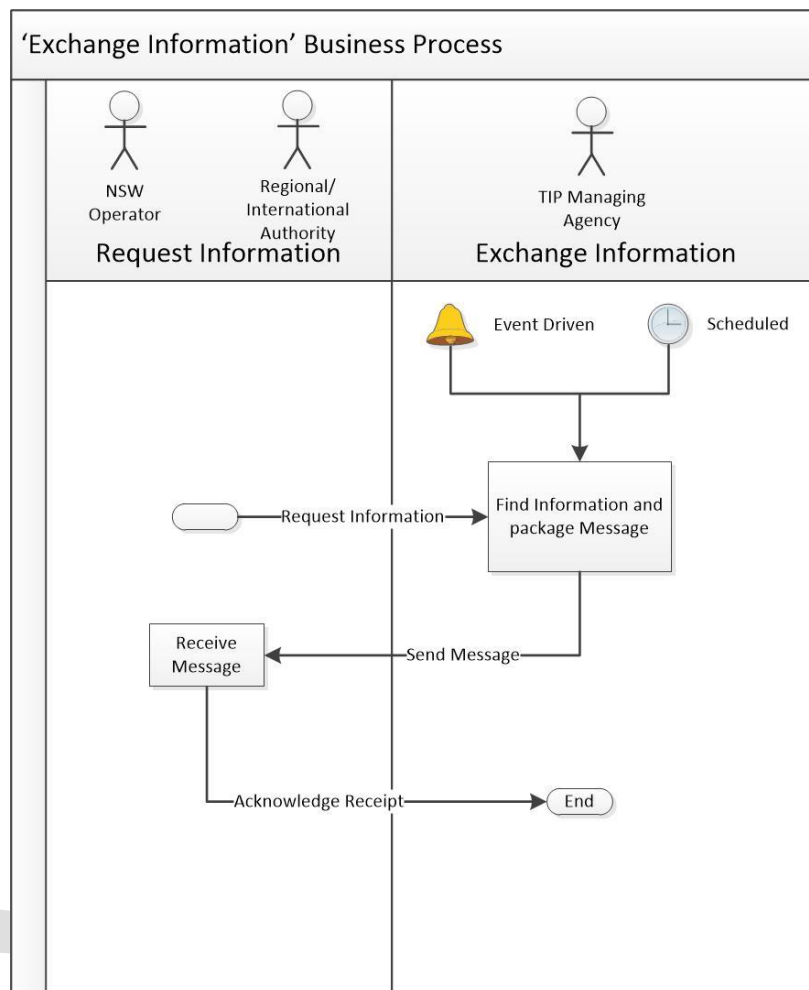 ‘Exchange Information’ Business Process
NSW
Operator
Regional/
International
Authority
Request Information
TIP Managing
Agency
Exchange Information
Event Driven
Scheduled
Find Information and
package Message
Request Information
Receive
Message
Send Message
Acknowledge Receipt
End